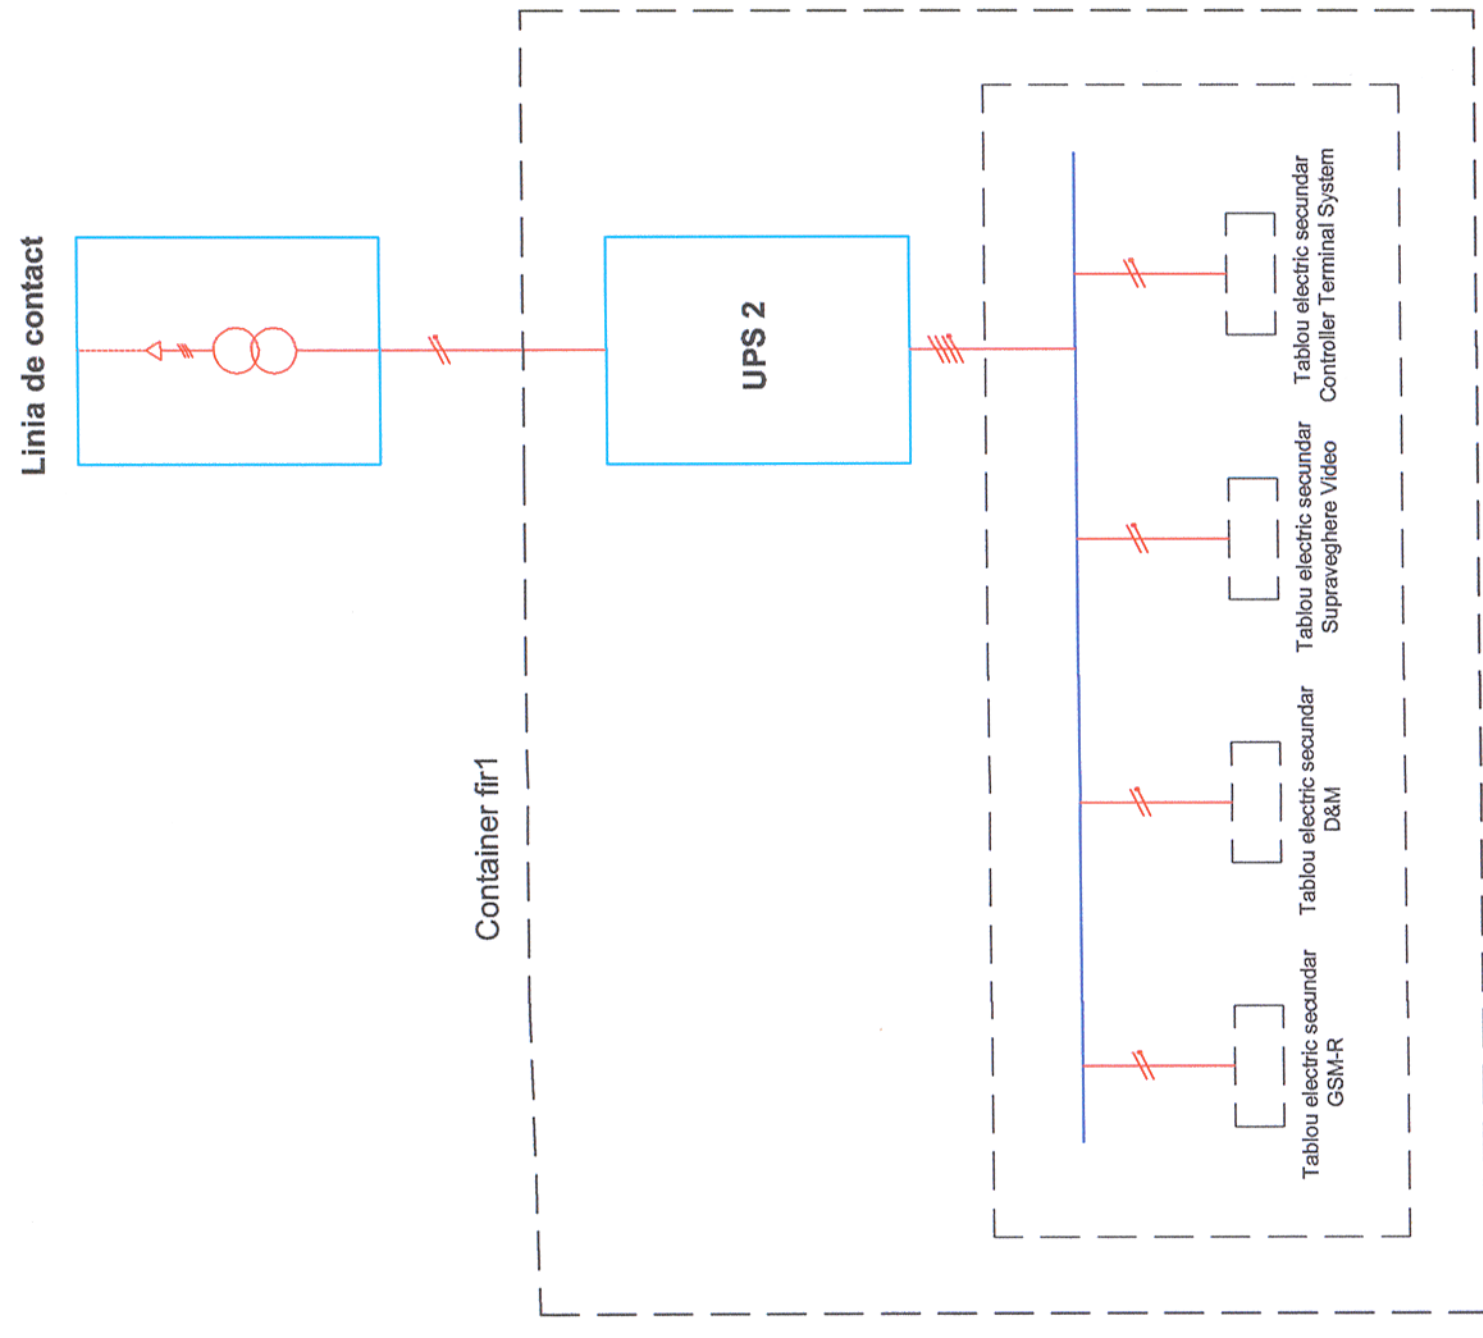 Linia de contact
Container fir1
UPS 2
Tablou electric secundar
GSM-R
Tablou electric secundar
D&M
Tablou electric secundar
Supraveghere Video
Tablou electric secundar
Controller Terminal System